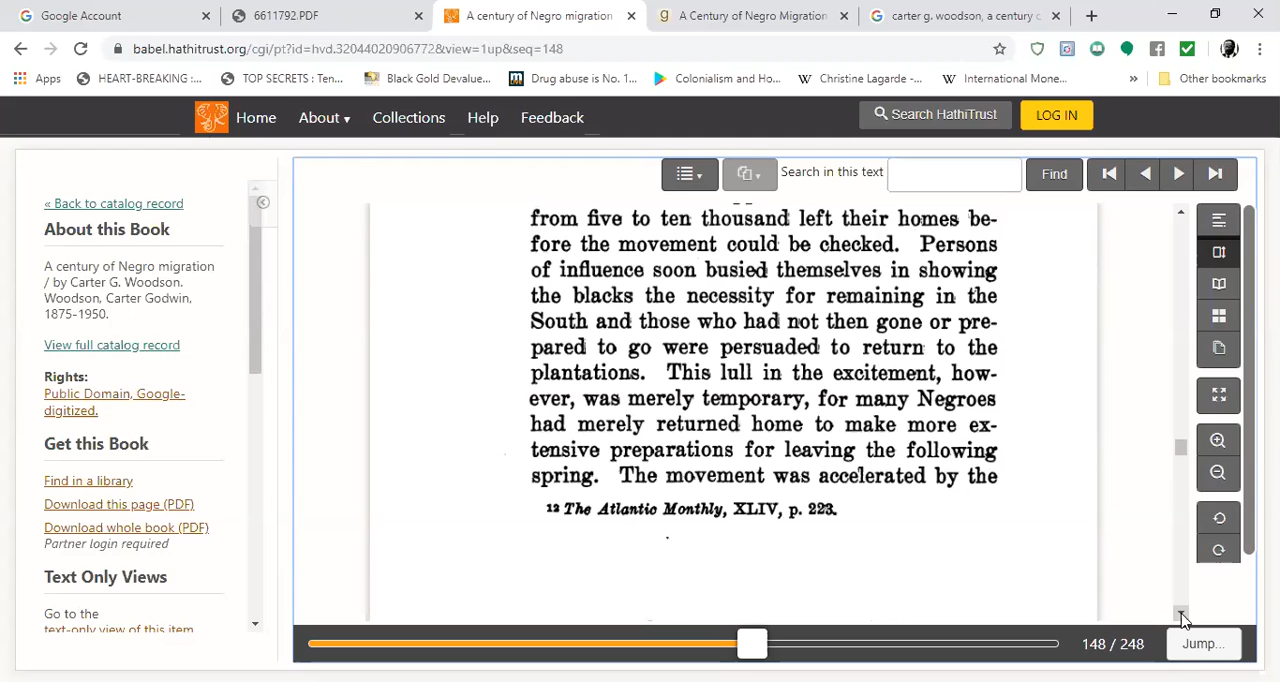 Google Account
6611792.PDF
A century of Negro migration
A Century of Negro Migration
carter g. woodson, a century c
babel.hathitrust.org/cgi/pt?id=hvd.32044020906772&view=1up&seq=148
Apps
HEART-BREAKING :...
TOP SECRETS : Ten...
Black Gold Devalue...
Drug abuse is No. 1...
Colonialism and Ho...
Christine Lagarde -...
International Mone...
»
Other bookmarks
Home
About
Collections
Help
Feedback
Search HathiTrust
LOG IN
« Back to catalog record
About this Book
A century of Negro migration
/ by Carter G. Woodson.
Woodson, Carter Godwin,
1875-1950.
View full catalog record
Rights:
Public Domain, Google-
digitized.
Get this Book
Find in a library
Download this page (PDF)
Download whole book (PDF)
Partner login required
Text Only Views
Go to the
text-only view of this item
Search in this text
Find
from five to ten thousand left their homes be-
fore the movement could be checked. Persons
of influence soon busied themselves in showing
the blacks the necessity for remaining in the
South and those who had not then gone or pre-
pared to go were persuaded to return to the
plantations. This lull in the excitement, how-
ever, was merely temporary, for many Negroes
had merely returned home to make more ex-
tensive preparations for leaving the following
spring. The movement was accelerated by the
12 The Atlantic Monthly, XLIV, p. 223.
148 / 248
Jump...